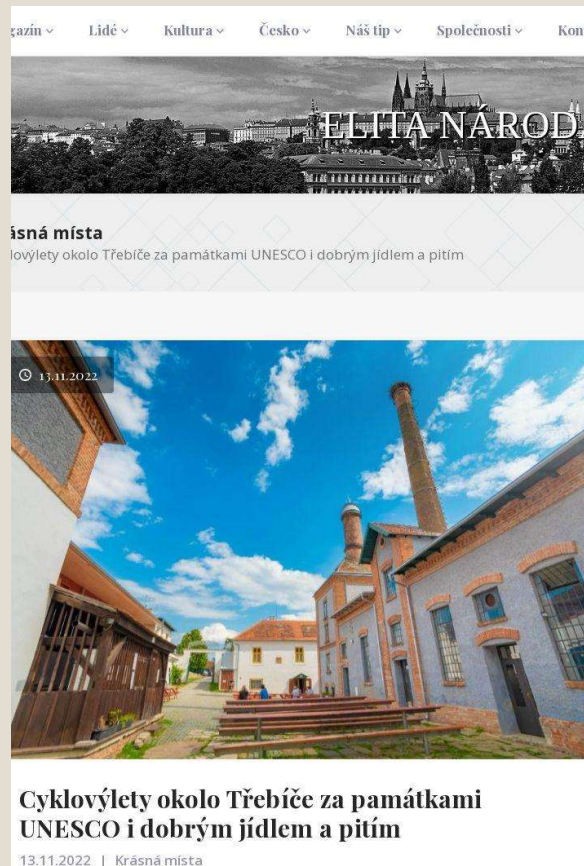 gazín
Lidé
Kultura
Česko
Náš tip
Společnosti
Kon
ELITA NÁRODA
ásná místa
lovýlety okolo Třebíče za památkami UNESCO i dobrým jídlem a pitím
13.11.2022
Cyklovýlety okolo Třebíče za památkami
UNESCO i dobrým jídlem a pitím
13.11.2022 | Krásná místa